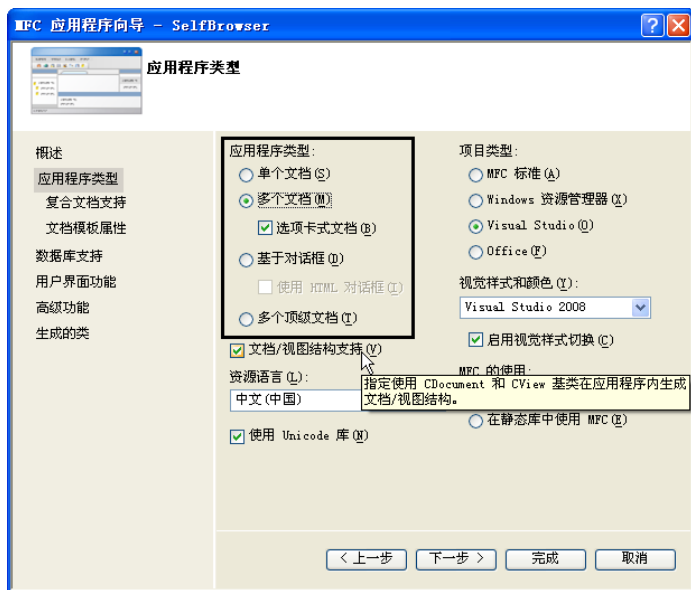 MFC 应用程序向导 - SelfBrowser
应用程序类型
概述
应用程序类型
复合文档支持
文档模板属性
数据库支持
用户界面功能
高级功能
生成的类
应用程序类型:
单个文档(S)
多个文档(M)
选项卡式文档(B)
基于对话框(D)
使用 HTML 对话框(T)
多个顶级文档(T)
文档/视图结构支持(V)
资源语言(L):
中文(中国)
使用 Unicode 库(N)
项目类型:
MFC 标准(A)
Windows 资源管理器(X)
Visual Studio(O)
Office(F)
视觉样式和颜色(Y):
Visual Studio 2008
启用视觉样式切换(C)
MFC 的使用:
指定使用 CDocument 和 CView 基类在应用程序内生成
文档/视图结构。
在静态库中使用 MFC(E)
< 上一步
下一步 >
完成
取消